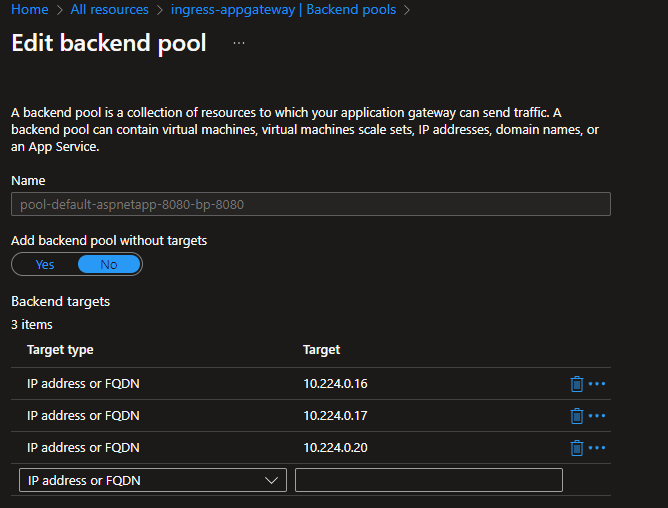 Home > All resources > ingress-appgateway | Backend pools >
Edit backend pool ...
A backend pool is a collection of resources to which your application gateway can send traffic. A
backend pool can contain virtual machines, virtual machines scale sets, IP addresses, domain names, or
an App Service.
Name
pool-default-aspnetapp-8080-bp-8080
Add backend pool without targets
Yes No
Backend targets
3 items
Target type Target
IP address or FQDN 10.224.0.16
IP address or FQDN 10.224.0.17
IP address or FQDN 10.224.0.20
IP address or FQDN